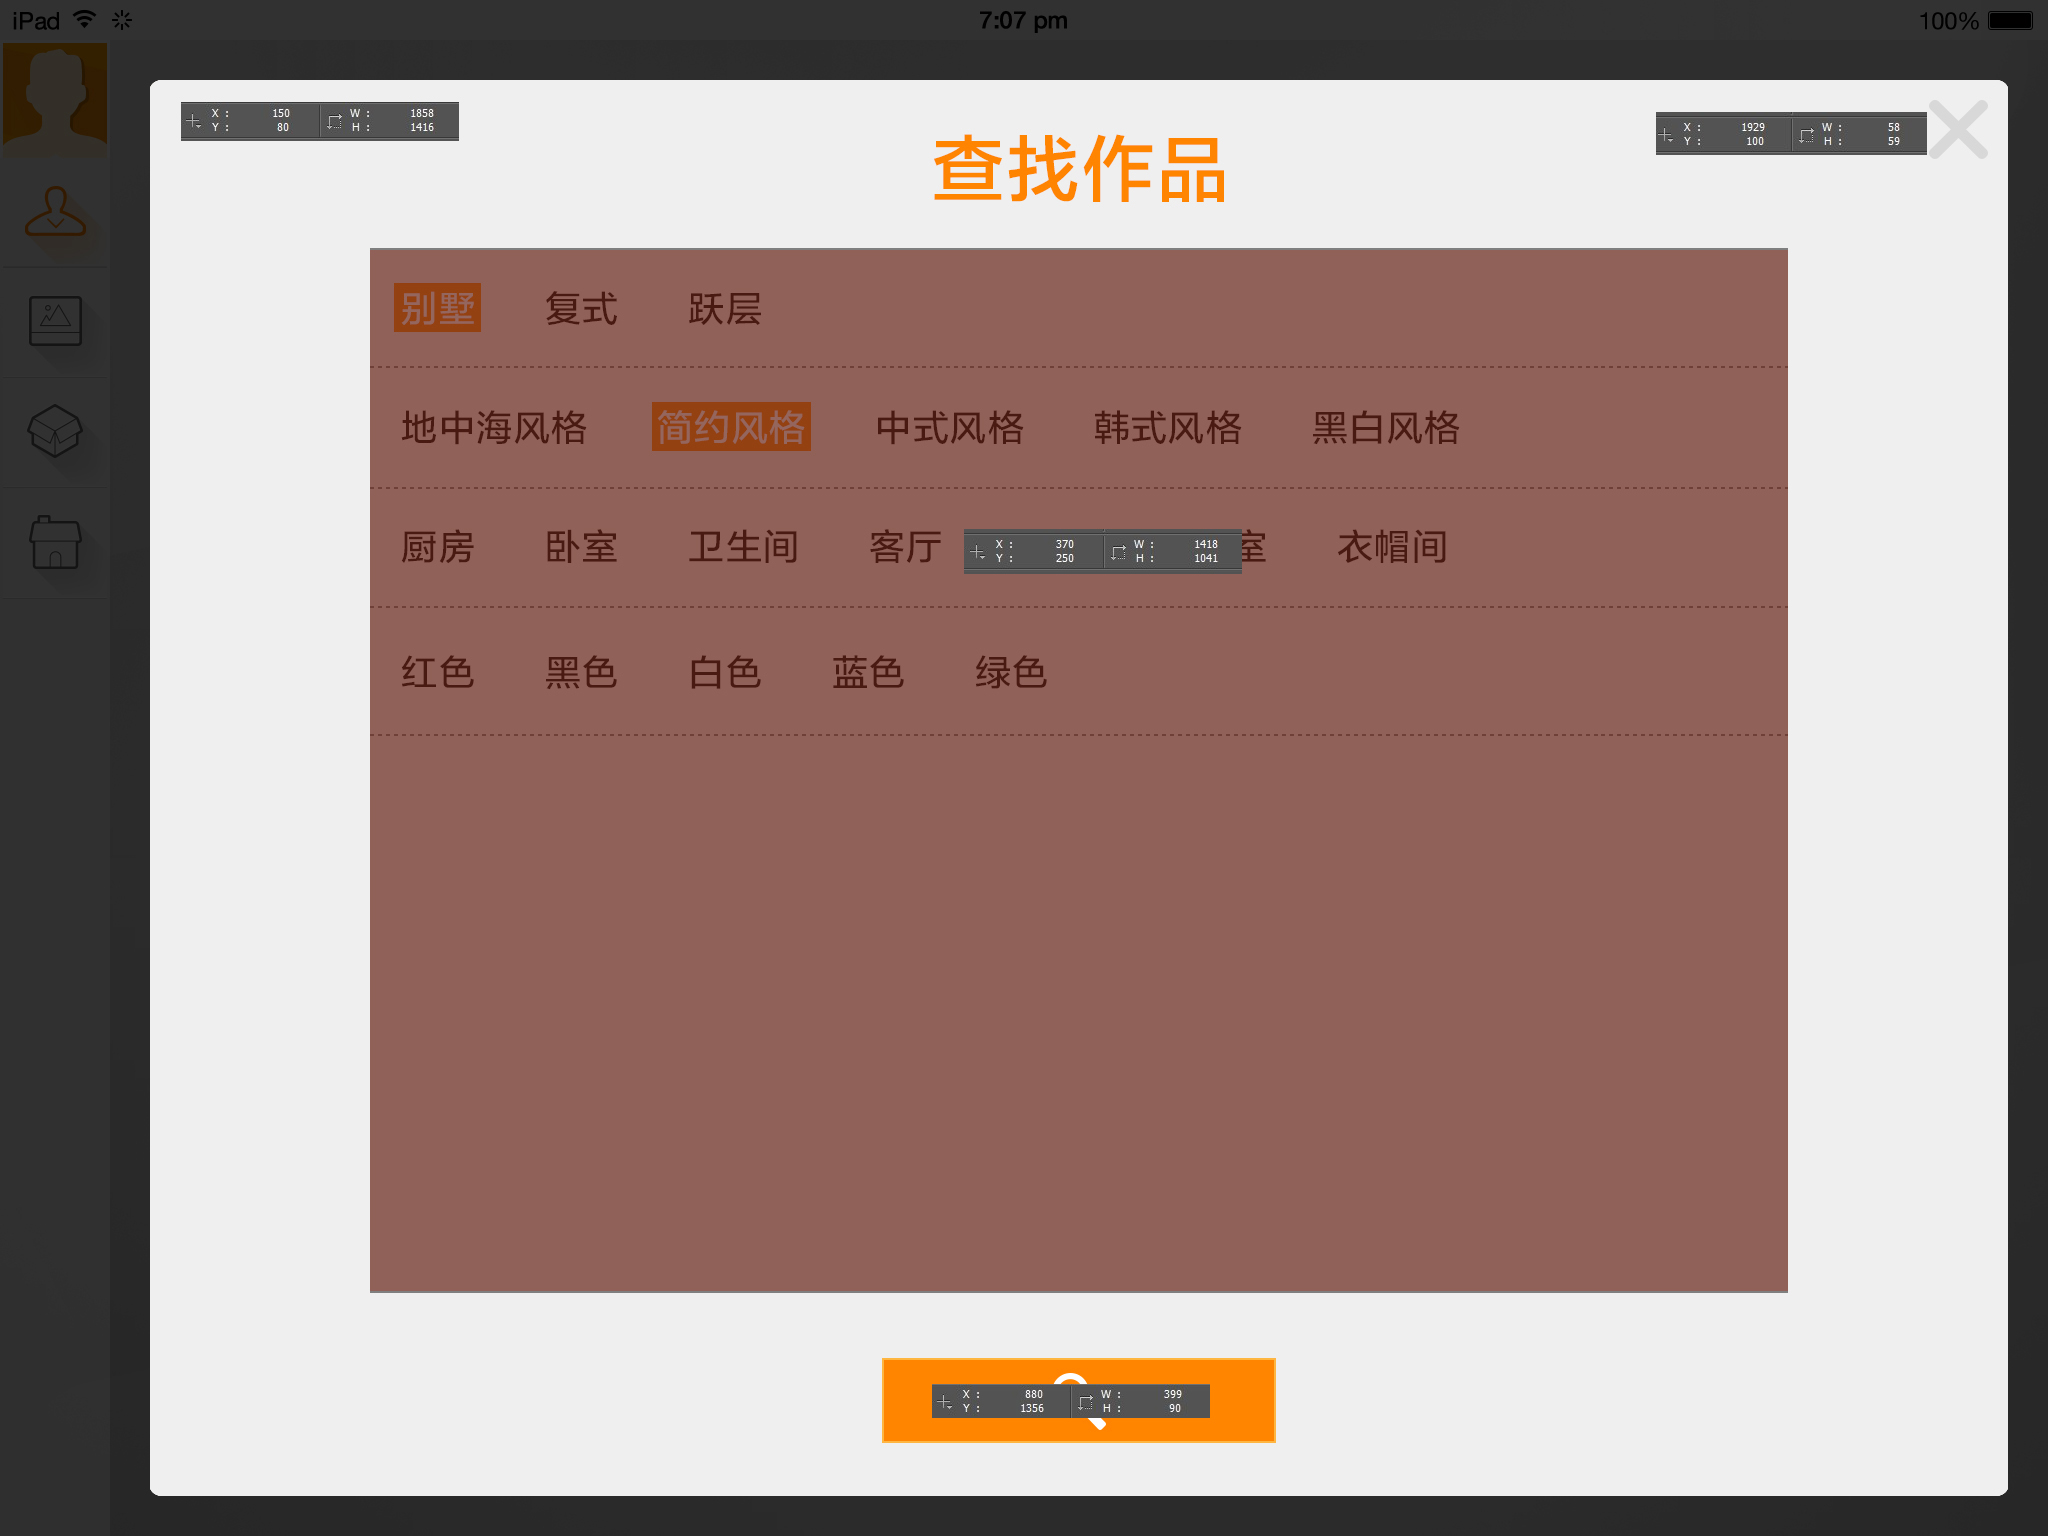 iPad 7:07 pm 100%
X : 150 W : 1858
Y : 80 H : 1416
X : 1929 W : 58
Y : 100 H : 59
查找作品
别墅 复式 跃层
地中海风格 简约风格 中式风格 韩式风格 黑白风格
厨房 卧室 卫生间 客厅 室 衣帽间
X : 370 W : 1418
Y : 250 H : 1041
红色 黑色 白色 蓝色 绿色
X : 880 W : 399
Y : 1356 H : 90